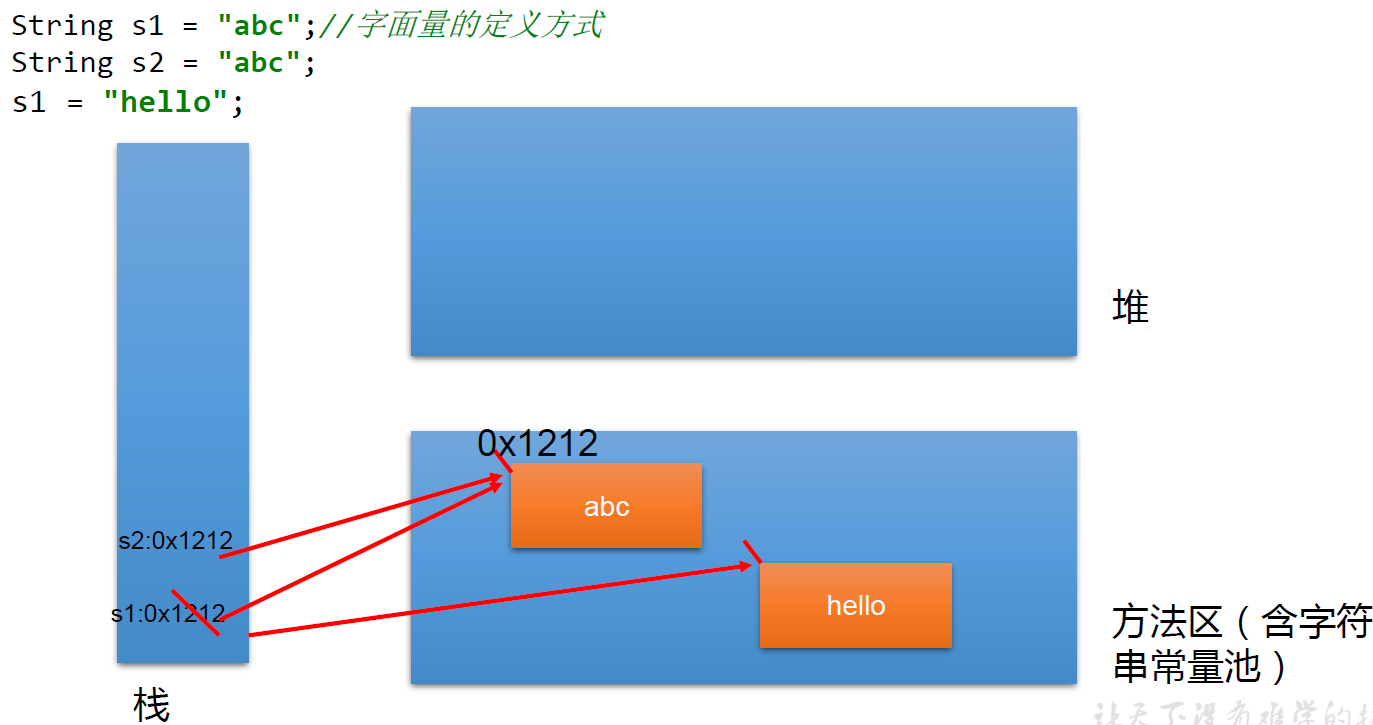 String s1 = "abc";//字面量的定义方式
String s2 = "abc";
s1 = "hello";
堆
0x1212
abc
s2:0x1212
hello
s1:0x1212
方法区（含字符
串常量池）
栈
让天下没有难学的技